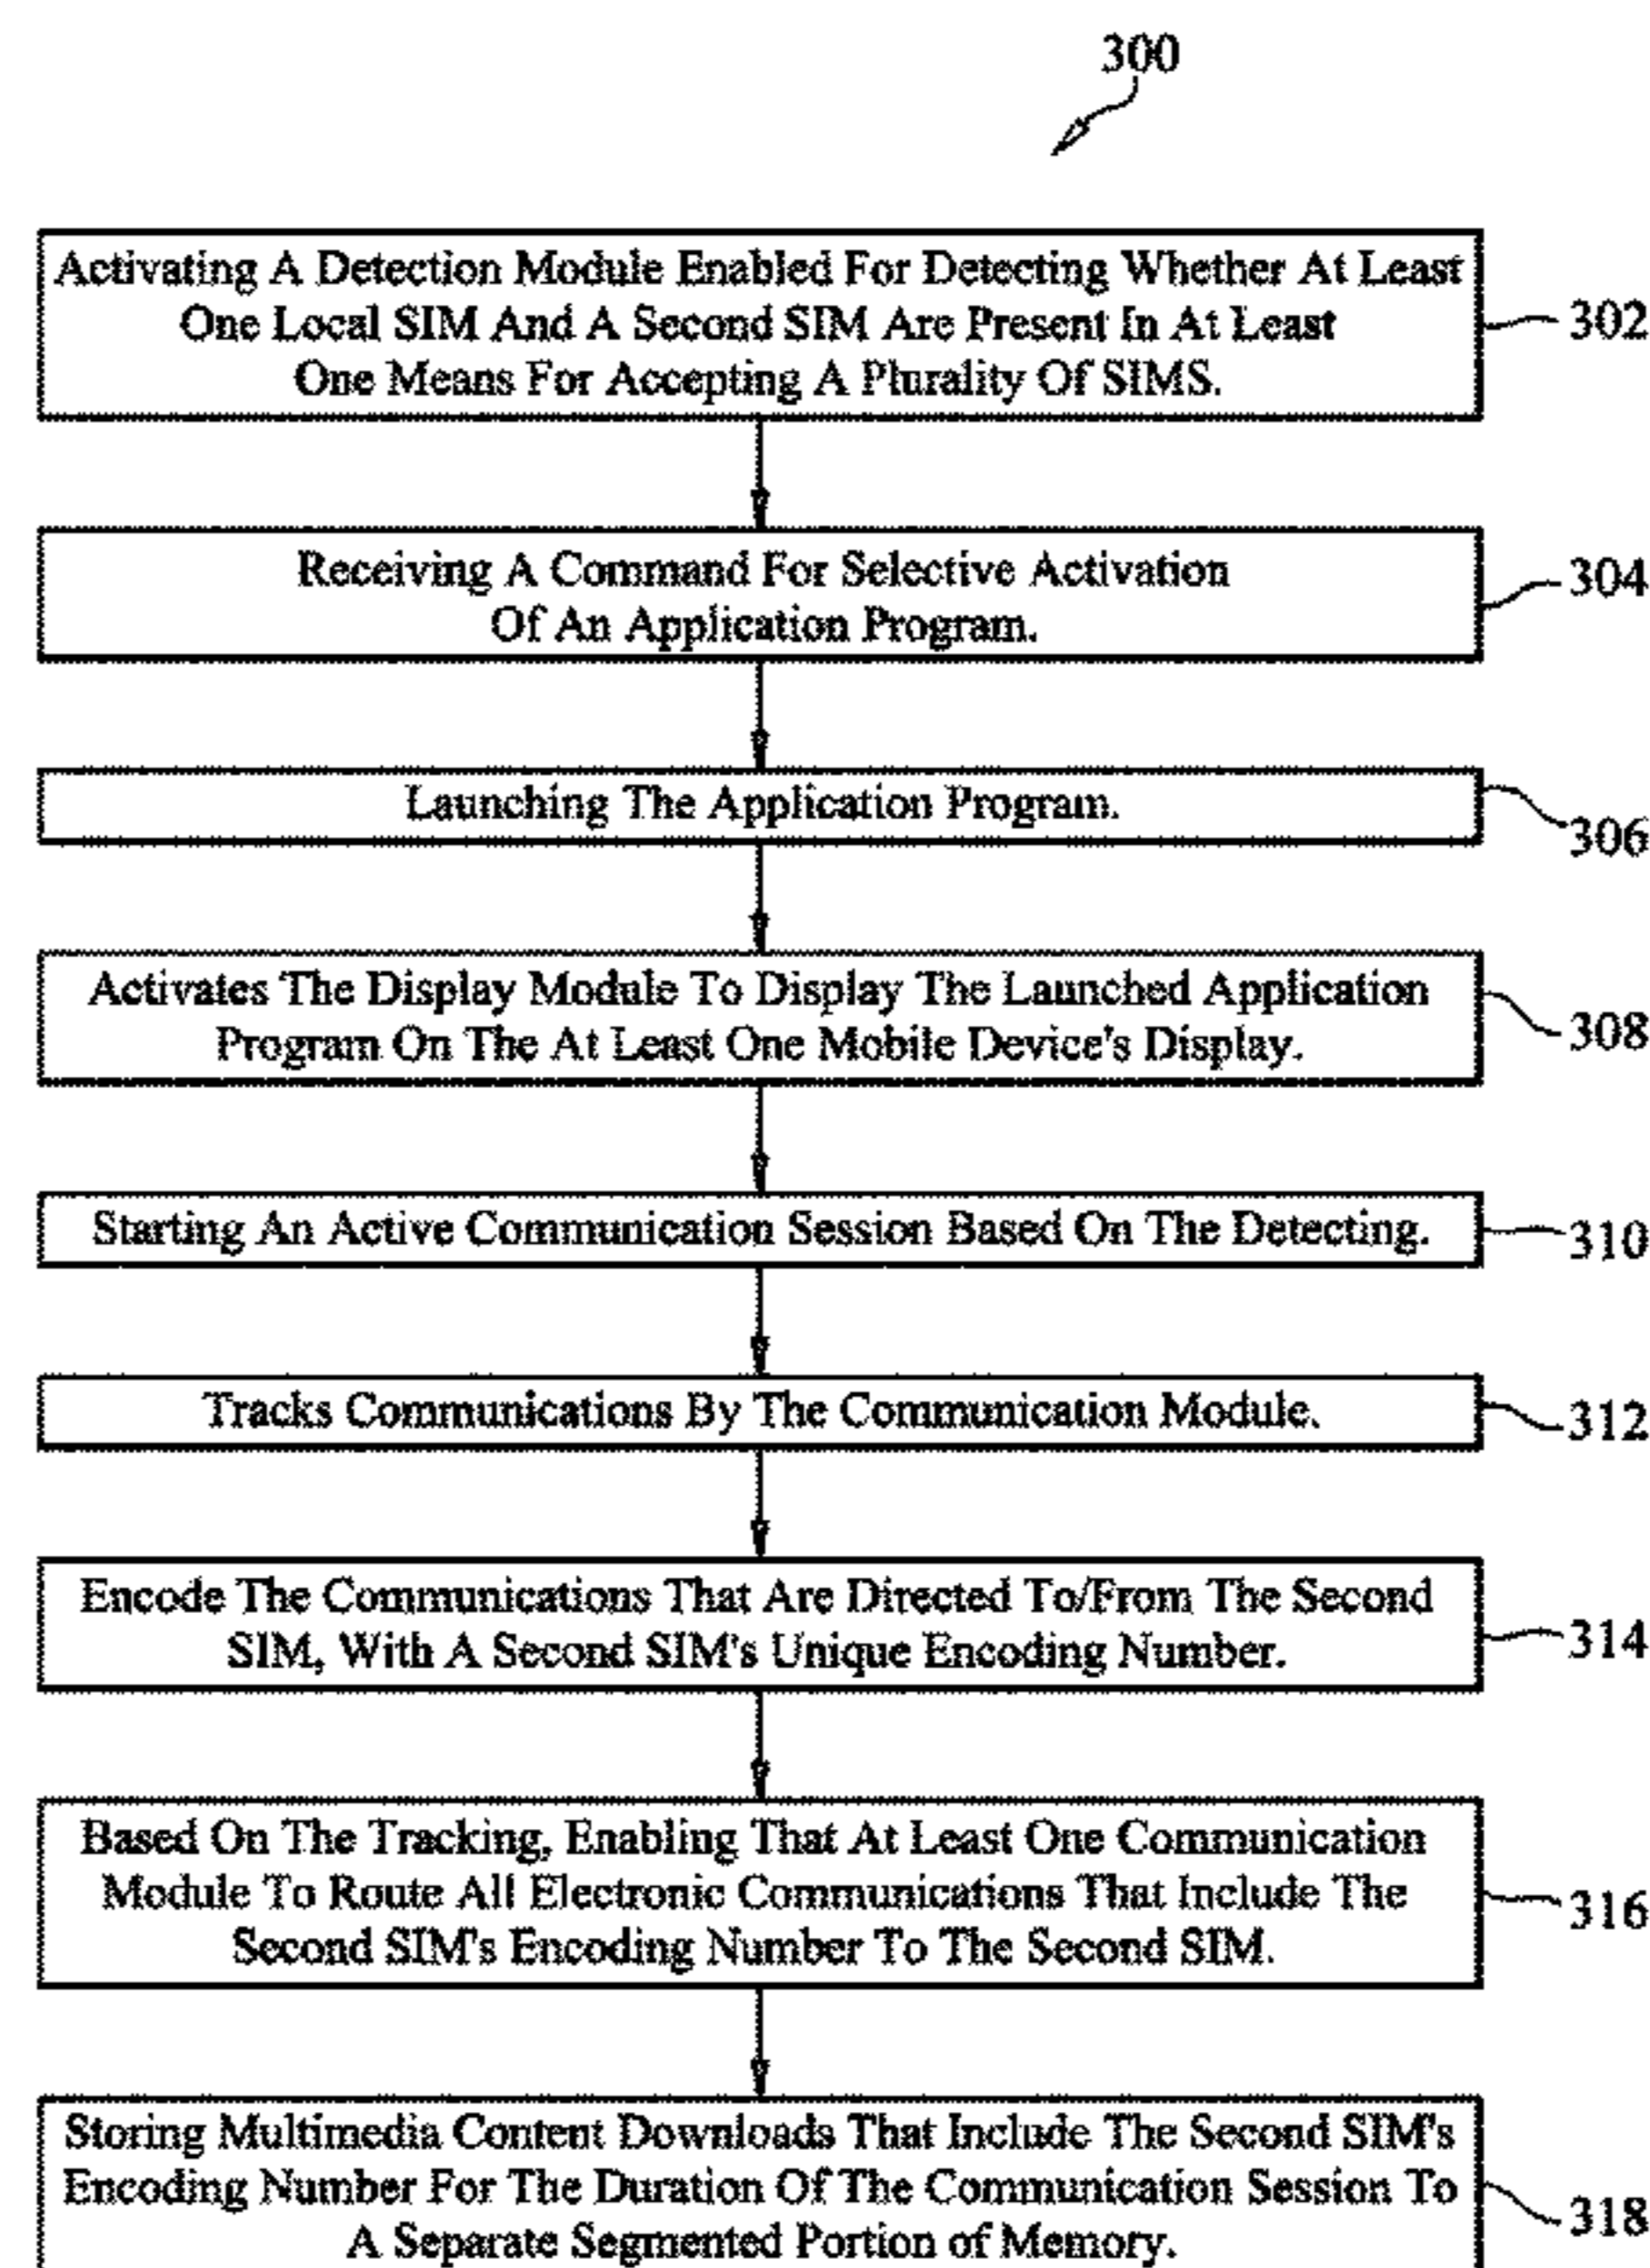 300
Activating A Detection Module Enabled For Detecting Whether At Least
One Local SIM And A Second SIM Are Present In At Least
One Means For Accepting A Plurality Of SIMS.
302
Receiving A Command For Selective Activation
Of An Application Program.
304
Launching The Application Program.
306
Activates The Display Module To Display The Launched Application
Program On The At Least One Mobile Device's Display.
308
Starting An Active Communication Session Based On The Detecting.
310
Tracks Communications By The Communication Module.
312
Encode The Communications That Are Directed To/From The Second
SIM, With A Second SIM's Unique Encoding Number.
314
Based On The Tracking, Enabling That At Least One Communication
Module To Route All Electronic Communications That Include The
Second SIM's Encoding Number To The Second SIM.
316
Storing Multimedia Content Downloads That Include The Second SIM's
Encoding Number For The Duration Of The Communication Session To
A Separate Segmented Portion of Memory.
318